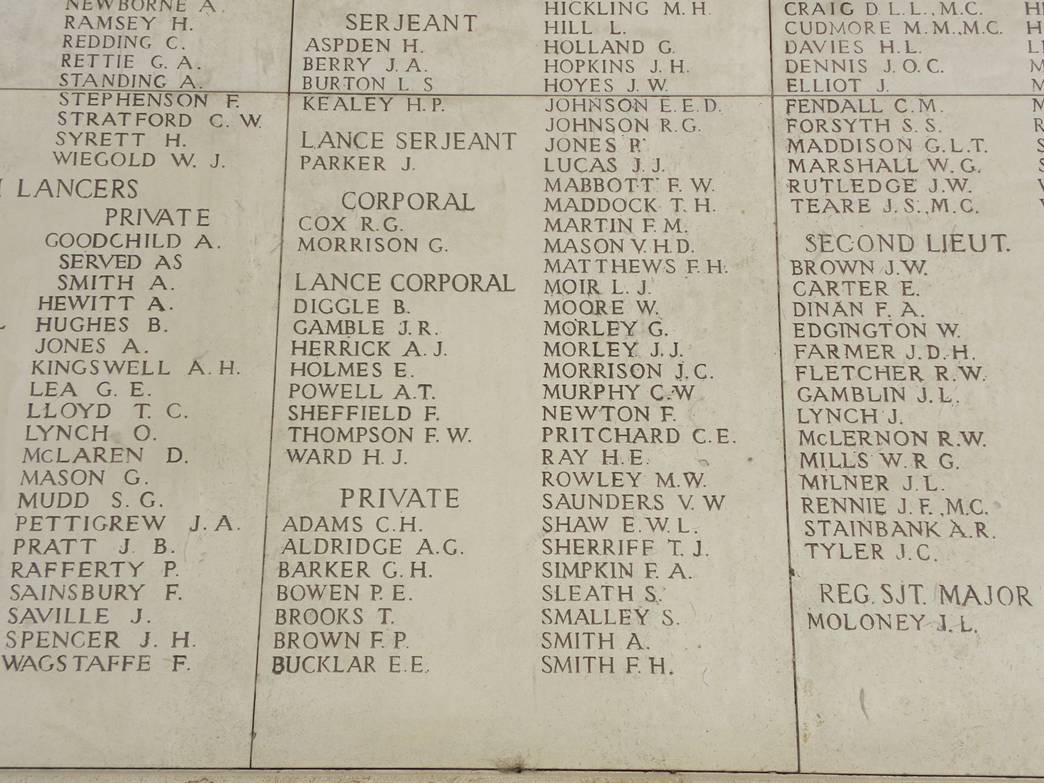 NEWBORNE A.
RAMSEY H.
REDDING C.
RETTIE G. A.
STANDING A.
STEPHENSON F.
STRATFORD C. W.
SYRETT H.
WIEGOLD W. J.
LANCERS
PRIVATE
GOODCHILD A.
SERVED AS
SMITH A.
HEWITT A.
HUGHES B.
JONES A.
KINGSWELL A. H.
LEA G. E.
LLOYD T. C.
LYNCH O.
McLAREN D.
MASON G.
MUDD S. G.
PETTIGREW J. A.
PRATT J. B.
RAFFERTY P.
SAINSBURY F.
SAVILLE J.
SPENCER J. H.
WAGSTAFFE F.
SERJEANT
ASPDEN H.
BERRY J. A.
BURTON L S
KEALEY H. P.
LANCE SERJEANT
PARKER J.
CORPORAL
COX R.G.
MORRISON G.
LANCE CORPORAL
DIGGLE B.
GAMBLE J. R.
HERRICK A. J.
HOLMES E.
POWELL A.T.
SHEFFIELD F.
THOMPSON F. W.
WARD H. J.
PRIVATE
ADAMS C.H.
ALDRIDGE A.G.
BARKER G. H.
BOWEN P. E.
BROOKS T.
BROWN F. P.
BUCKLAR E.E.
HICKLING M. H.
HILL L.
HOLLAND G.
HOPKINS J. H.
HOYES J. W.
JOHNSON E. E. D.
JOHNSON R. G.
JONES P.
LUCAS J. J.
MABBOTT F. W.
MADDOCK T. H.
MARTIN F. M.
MASON V. H. D.
MATTHEWS F. H.
MOIR L. J.
MOORE W.
MORLEY G.
MORLEY J. J.
MORRISON J. C.
MURPHY C. W
NEWTON F.
PRITCHARD C. E.
RAY H. E.
ROWLEY M.W.
SAUNDERS V. W
SHAW E. W. L.
SHERRIFF T. J.
SIMPKIN F. A.
SLEATH S.
SMALLEY S.
SMITH A.
SMITH F. H.
CRAIG D. L. L., M.C.
CUDMORE M. M., M.C.
DAVIES H. L.
DENNIS J. O. C.
ELLIOT J.
FENDALL C. M.
FORSYTH S. S.
MADDISON G.L.T.
MARSHALL W. G.
RUTLEDGE J.W.
TEARE J. S., M.C.
SECOND LIEUT.
BROWN J.W.
CARTER E.
DINAN F. A.
EDGINGTON W.
FARMER J. D. H.
FLETCHER R.W.
GAMBLIN J. L.
LYNCH J.
McLERNON R.W.
MILLS W. R G.
MILNER J. L.
RENNIE J. F., M.C.
STAINBANK A.R.
TYLER J. C.
REG. SJT. MAJOR
MOLONEY J. L.